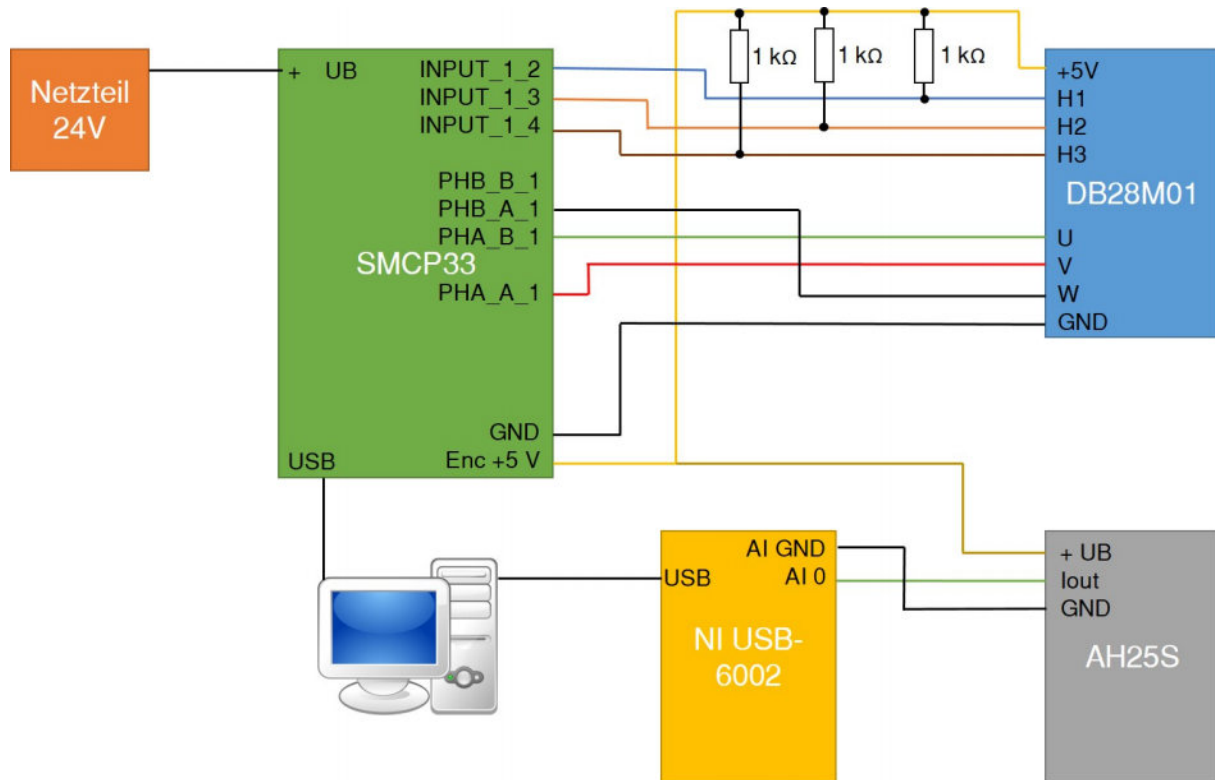 Netzteil
24V
+ UB
INPUT_1_2
INPUT_1_3
INPUT_1_4
PHB_B_1
PHB_A_1
PHA_B_1
SMCP33
PHA_A_1
GND
USB
Enc +5 V
1 kΩ
1 kΩ
1 kΩ
+5V
H1
H2
H3
DB28M01
U
V
W
GND
AI GND
USB
AI 0
NI USB-
6002
+ UB
Iout
GND
AH25S